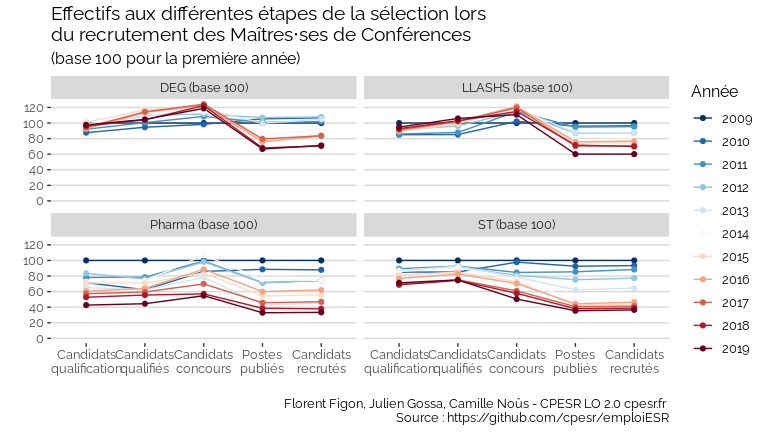 Effectifs aux différentes étapes de la sélection lors
du recrutement des Maîtres·ses de Conférences
(base 100 pour la première année)
DEG (base 100)
LLASHS (base 100)
120
100
80
60
40
20
0
Pharma (base 100)
ST (base 100)
120
100
80
60
40
20
0
Candidats qualification
Candidats qualifiés
Candidats concours
Postes publiés
Candidats recrutés
Candidats qualification
Candidats qualifiés
Candidats concours
Postes publiés
Candidats recrutés
Année
2009
2010
2011
2012
2013
2014
2015
2016
2017
2018
2019
Florent Figon, Julien Gossa, Camille Noûs - CPESR LO 2.0 cpesr.fr
Source : https://github.com/cpesr/emploiESR